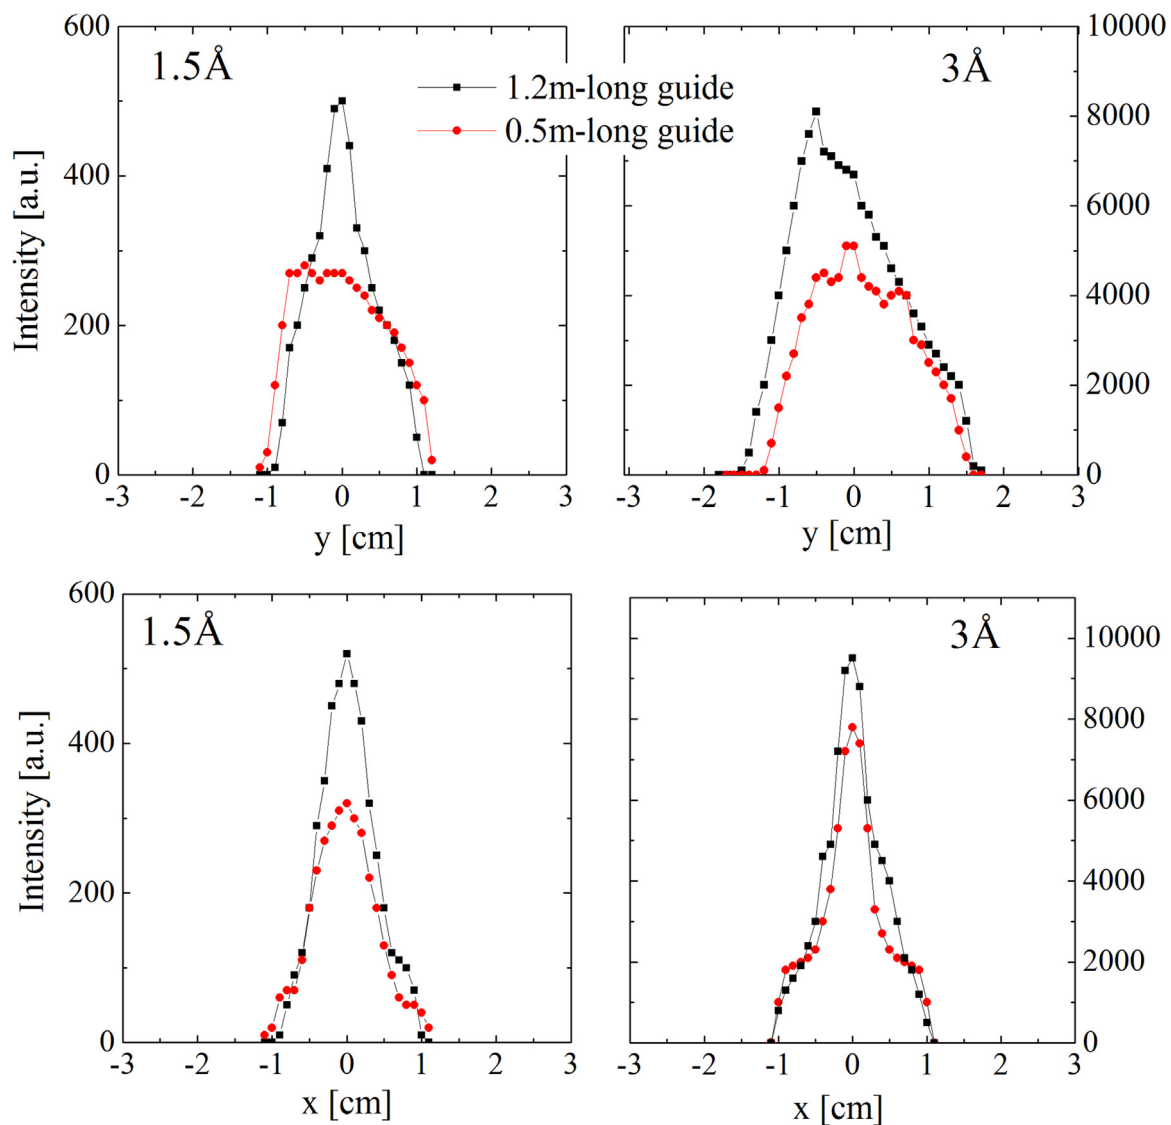 600
400
200
0
Intensity [a.u.]
1.5Å
-3 -2 -1 0 1 2 3
y [cm]
1.2m-long guide
0.5m-long guide
3Å
10000
8000
6000
4000
2000
0
-3 -2 -1 0 1 2 3
y [cm]
600
400
200
0
Intensity [a.u.]
1.5Å
-3 -2 -1 0 1 2 3
x [cm]
3Å
10000
8000
6000
4000
2000
0
-3 -2 -1 0 1 2 3
x [cm]